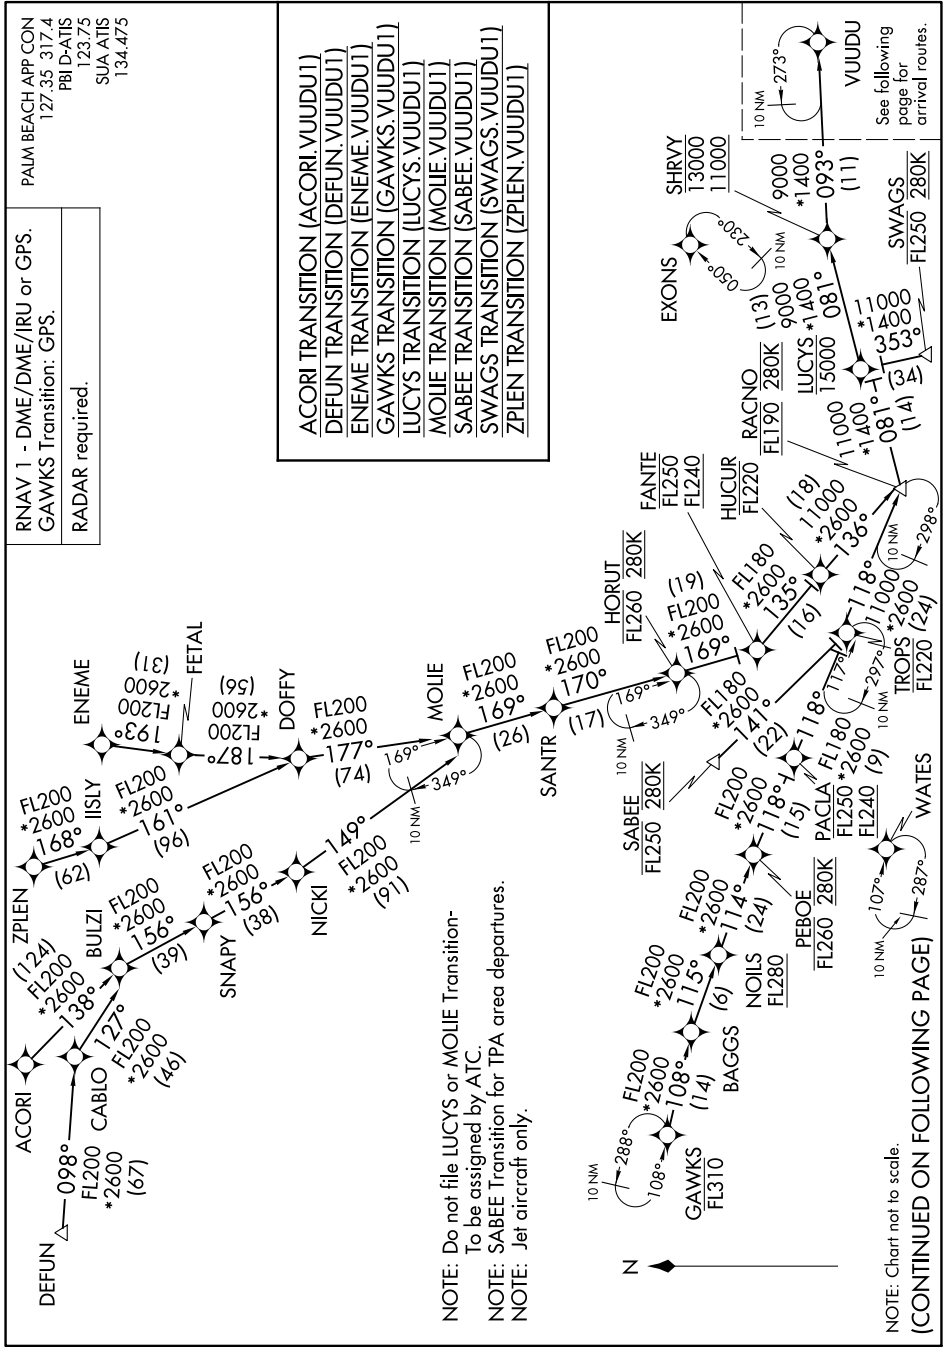 PALM BEACH APP CON
127.35 317.4
PBI D-ATIS
123.75
SUA ATIS
134.475
RNAV 1 - DME/DME/IRU or GPS.
GAWKS Transition: GPS.
RADAR required.
ACORI TRANSITION (ACORI.VUUDU1)
DEFUN TRANSITION (DEFUN.VUUDU1)
ENEME TRANSITION (ENEME.VUUDU1)
GAWKS TRANSITION (GAWKS.VUUDU1)
LUCYS TRANSITION (LUCYS.VUUDU1)
MOLIE TRANSITION (MOLIE.VUUDU1)
SABEE TRANSITION (SABEE.VUUDU1)
SWAGS TRANSITION (SWAGS.VUUDU1)
ZPLEN TRANSITION (ZPLEN.VUUDU1)
DEFUN
098°
FL200
*2600
(67)
ACORI
(124)
FL200
*2600
138°
CABLO
127°
FL200
*2600
(46)
BULZI
FL200
*2600
156°
(39)
SNAPY
FL200
*2600
156°
(38)
NICKI
149°
FL200
*2600
(91)
ZPLEN
FL200
*2600
168°
(29)
IISLY
FL200
*2600
161°
(96)
ENEME
193°
FL200
*2600
(31)
FETAL
187°
FL200
*2600
(56)
DOFFY
FL200
*2600
177°
(74)
MOLIE
169°
349°
10 NM
FL200
*2600
169°
(26)
SANTR
FL200
*2600
170°
(17)
HORUT
FL260 280K
169°
349°
10 NM
(19)
FL200
*2600
169°
FANTE
FL250
FL240
FL180
*2600
135°
(16)
HUCUR
FL220
(18)
11000
*2600
136°
RACNO
FL190 280K
10 NM
298°
11000
*1400
081°
(14)
LUCYS
15000
(13)
9000
*1400
081°
EXONS
230°
050°
10 NM
SHRVY
13000
11000
9000
*1400
093°
(11)
SWAGS
FL250 280K
11000
*1400
353°
(34)
VUUDU
273°
10 NM
See following
page for
arrival routes.
GAWKS
FL310
288°
108°
10 NM
FL200
*2600
108°
(14)
BAGGS
FL200
*2600
115°
(6)
NOILS
FL280
FL200
*2600
114°
(24)
PEBOE
FL260 280K
FL200
*2600
118°
(15)
PACLA
FL250
FL240
118°
FL180
*2600
(9)
SABEE
FL250 280K
FL180
*2600
141°
(22)
TROPS
FL220
117°
297°
10 NM
118°
11000
*2600
(24)
WATES
107°
287°
10 NM
NOTE: Do not file LUCYS or MOLIE Transition-
To be assigned by ATC.
NOTE: SABEE Transition for TPA area departures.
NOTE: Jet aircraft only.
N
NOTE: Chart not to scale.
(CONTINUED ON FOLLOWING PAGE)